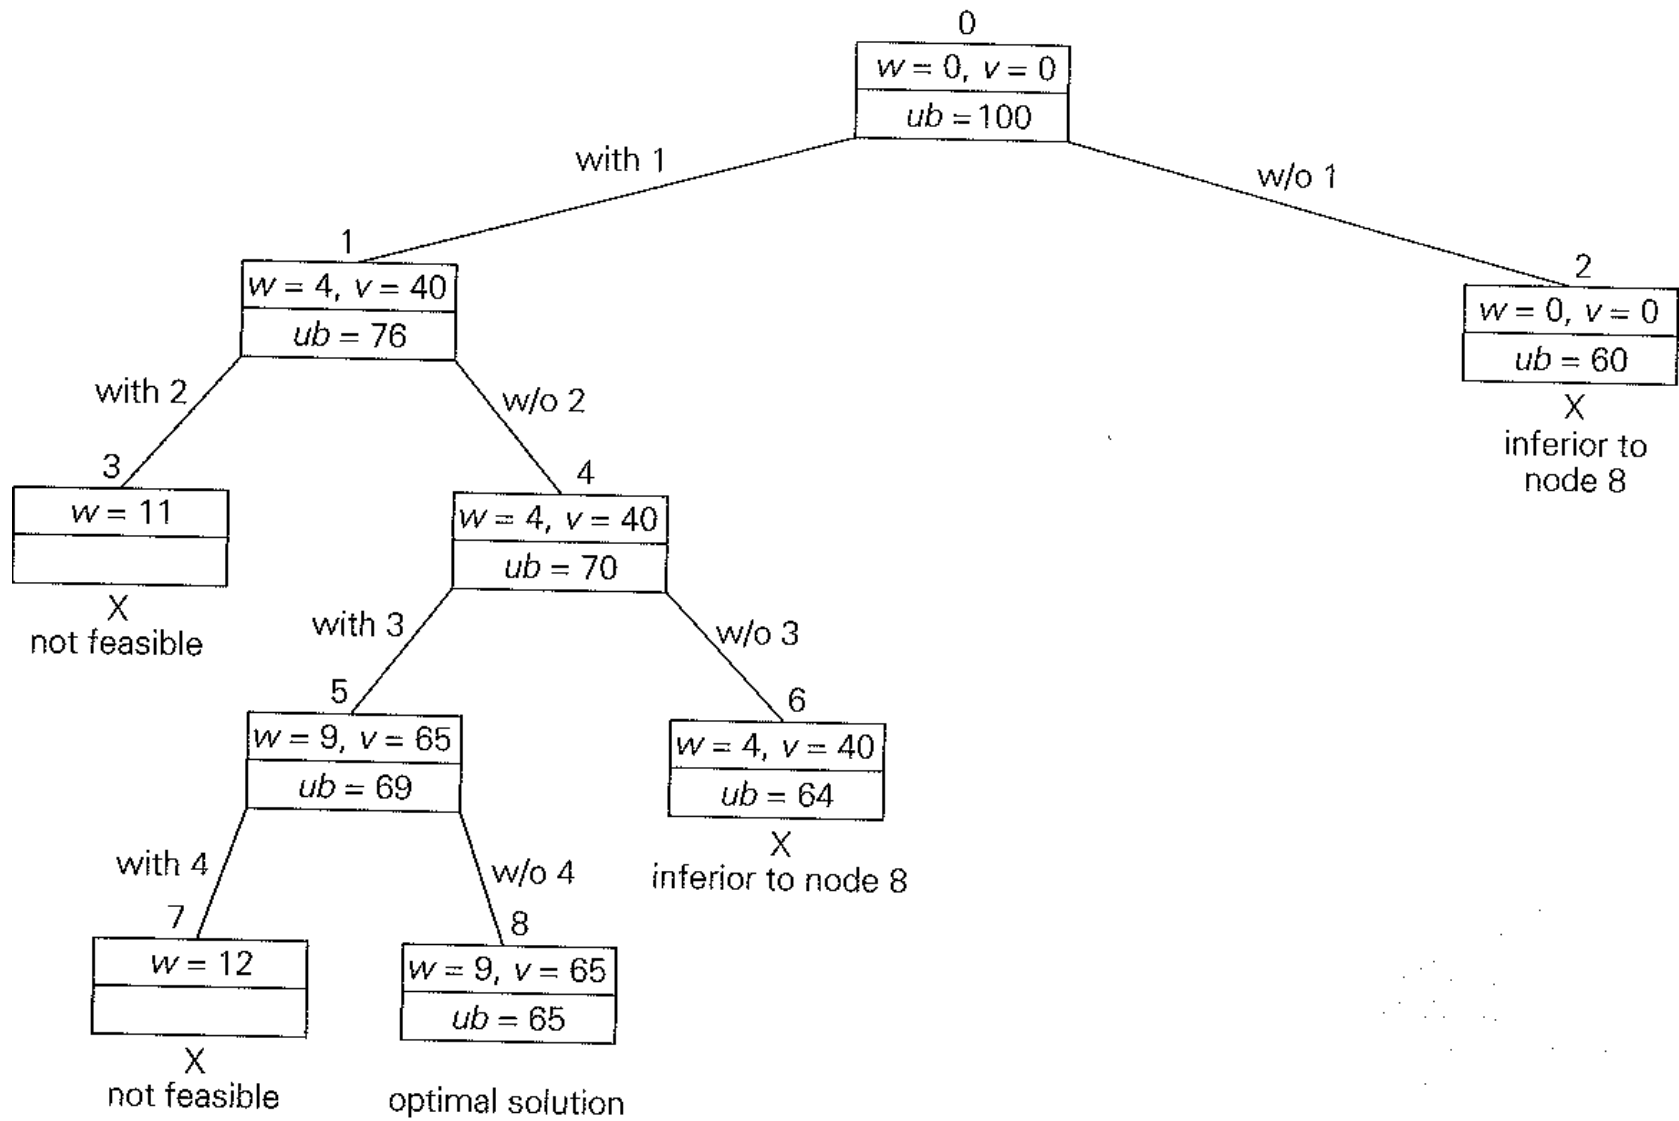 0
w = 0, v = 0
ub = 100
with 1
w/o 1
1
w = 4, v = 40
ub = 76
2
w = 0, v = 0
ub = 60
X
inferior to
node 8
with 2
w/o 2
3
w = 11
X
not feasible
4
w = 4, v = 40
ub = 70
with 3
w/o 3
5
w = 9, v = 65
ub = 69
6
w = 4, v = 40
ub = 64
X
inferior to node 8
with 4
w/o 4
7
w = 12
X
not feasible
8
w = 9, v = 65
ub = 65
optimal solution